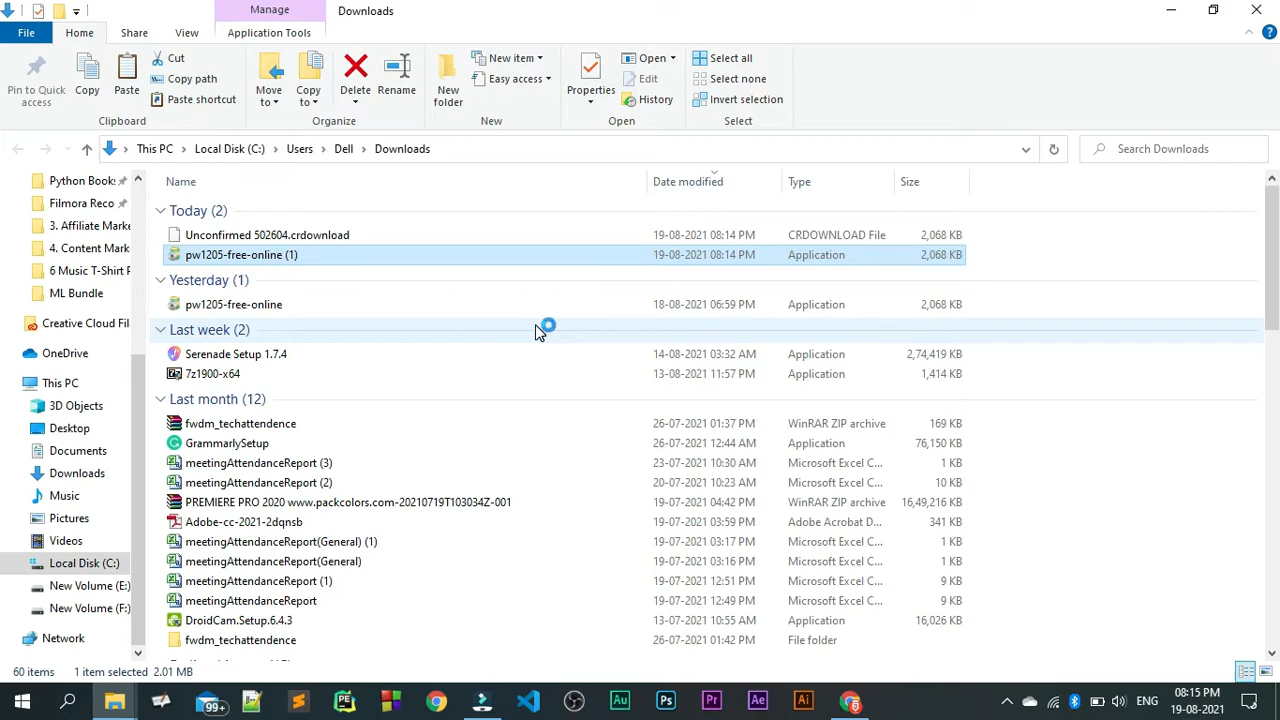 Manage
Downloads
File
Home
Share
View
Application Tools
Pin to Quick
access
Copy
Paste
Cut
Copy path
Paste shortcut
Clipboard
Move
to
Copy
to
Delete
Rename
Organize
New
folder
New item
Easy access
New
Properties
Open
Edit
History
Open
Select all
Select none
Invert selection
Select
This PC
Local Disk (C:)
Users
Dell
Downloads
Search Downloads
Python Book:
Filmora Reco
3. Affiliate Marke
4. Content Mark
6 Music T-Shirt P
ML Bundle
Creative Cloud Fil
OneDrive
This PC
3D Objects
Desktop
Documents
Downloads
Music
Pictures
Videos
Local Disk (C:)
New Volume (E:)
New Volume (F:)
Network
Name
Date modified
Type
Size
Today (2)
Unconfirmed 502604.crdownload 19-08-2021 08:14 PM CRDOWNLOAD File 2,068 KB
pw1205-free-online (1) 19-08-2021 08:14 PM Application 2,068 KB
Yesterday (1)
pw1205-free-online 18-08-2021 06:59 PM Application 2,068 KB
Last week (2)
Serenade Setup 1.7.4 14-08-2021 03:32 AM Application 2,74,419 KB
7z1900-x64 13-08-2021 11:57 PM Application 1,414 KB
Last month (12)
fwdm_techattendence 26-07-2021 01:37 PM WinRAR ZIP archive 169 KB
GrammarlySetup 26-07-2021 12:44 AM Application 76,150 KB
meetingAttendanceReport (3) 23-07-2021 10:30 AM Microsoft Excel C... 1 KB
meetingAttendanceReport (2) 20-07-2021 10:23 AM Microsoft Excel C... 10 KB
PREMIERE PRO 2020 www.packcolors.com-20210719T103034Z-001 19-07-2021 04:42 PM WinRAR ZIP archive 16,49,216 KB
Adobe-cc-2021-2dqnsb 19-07-2021 03:59 PM Adobe Acrobat D... 341 KB
meetingAttendanceReport(General) (1) 19-07-2021 03:17 PM Microsoft Excel C... 1 KB
meetingAttendanceReport(General) 19-07-2021 03:16 PM Microsoft Excel C... 1 KB
meetingAttendanceReport (1) 19-07-2021 12:51 PM Microsoft Excel C... 9 KB
meetingAttendanceReport 19-07-2021 12:49 PM Microsoft Excel C... 9 KB
DroidCam.Setup.6.4.3 13-07-2021 10:55 AM Application 16,026 KB
fwdm_techattendence 26-07-2021 01:42 PM File folder
60 items 1 item selected 2.01 MB
99+
PE
Au
Ps
Pr
Ae
Ai
ENG
08:15 PM
19-08-2021